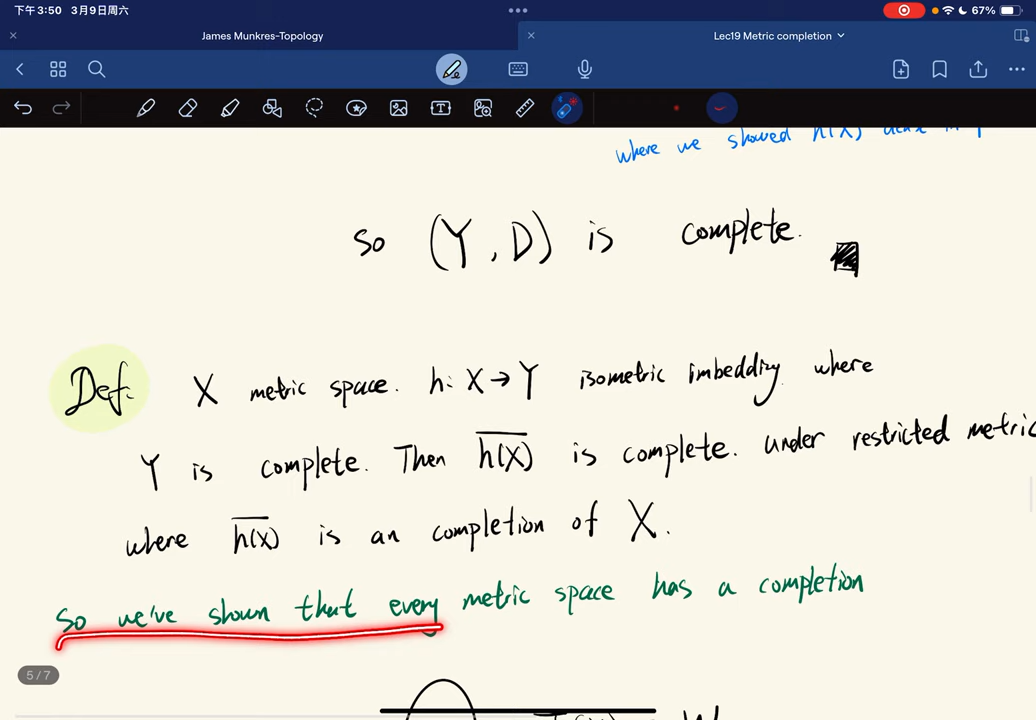 下午3:50 3月9日周六
67%
James Munkres-Topology
Lec19 Metric completion
where we showed h(X)
So (Y, D) is complete.
Def: X metric space. h: X → Y isometric imbedding where
Y is complete. Then \overline{h(X)} is complete. under restricted metric
where \overline{h(X)} is an completion of X.
So we've shown that every metric space has a completion
5 / 7